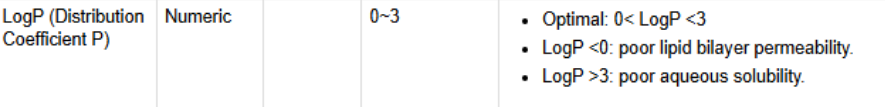 LogP (Distribution Coefficient P)
Numeric
0~3
• Optimal: 0< LogP <3
• LogP <0: poor lipid bilayer permeability.
• LogP >3: poor aqueous solubility.